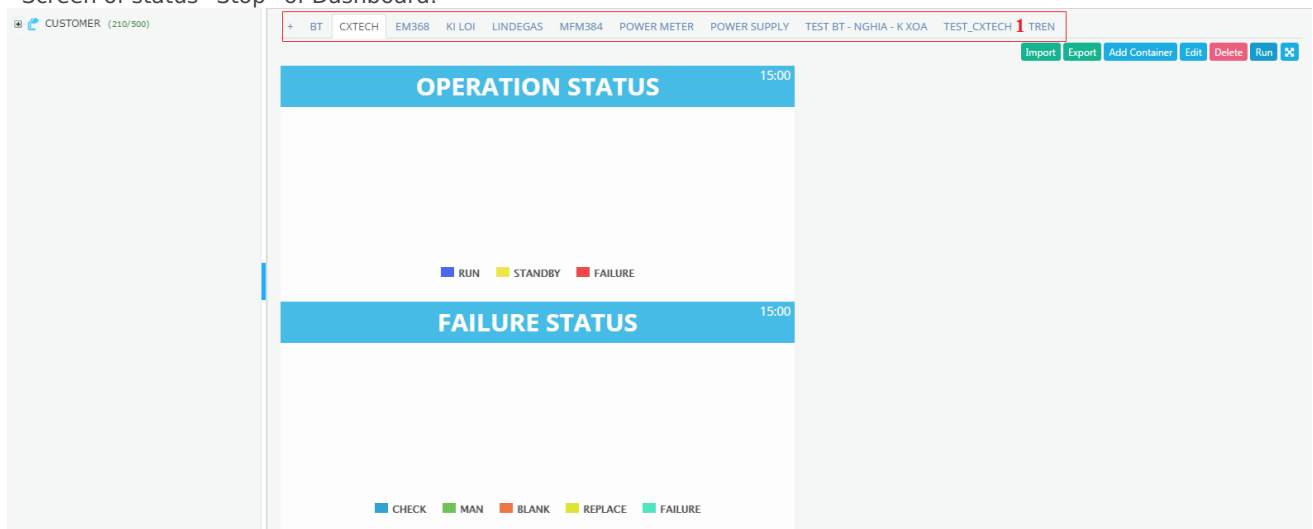 CUSTOMER (210/500)
+ BT CXTECH EM368 KI LOI LINDEGAS MFM384 POWER METER POWER SUPPLY TEST BT - NGHIA - K XOA TEST_CXTECH 1 TREN
Import Export Add Container Edit Delete Run
OPERATION STATUS 15:00
RUN STANDBY FAILURE
FAILURE STATUS 15:00
CHECK MAN BLANK REPLACE FAILURE